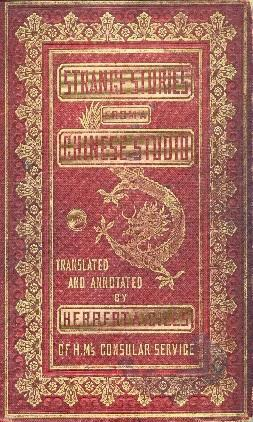 STRANGE STORIES
FROM A
CHINESE STUDIO
TRANSLATED
AND ANNOTATED
BY
HERBERT A. GILES
OF H.M's CONSULAR SERVICE